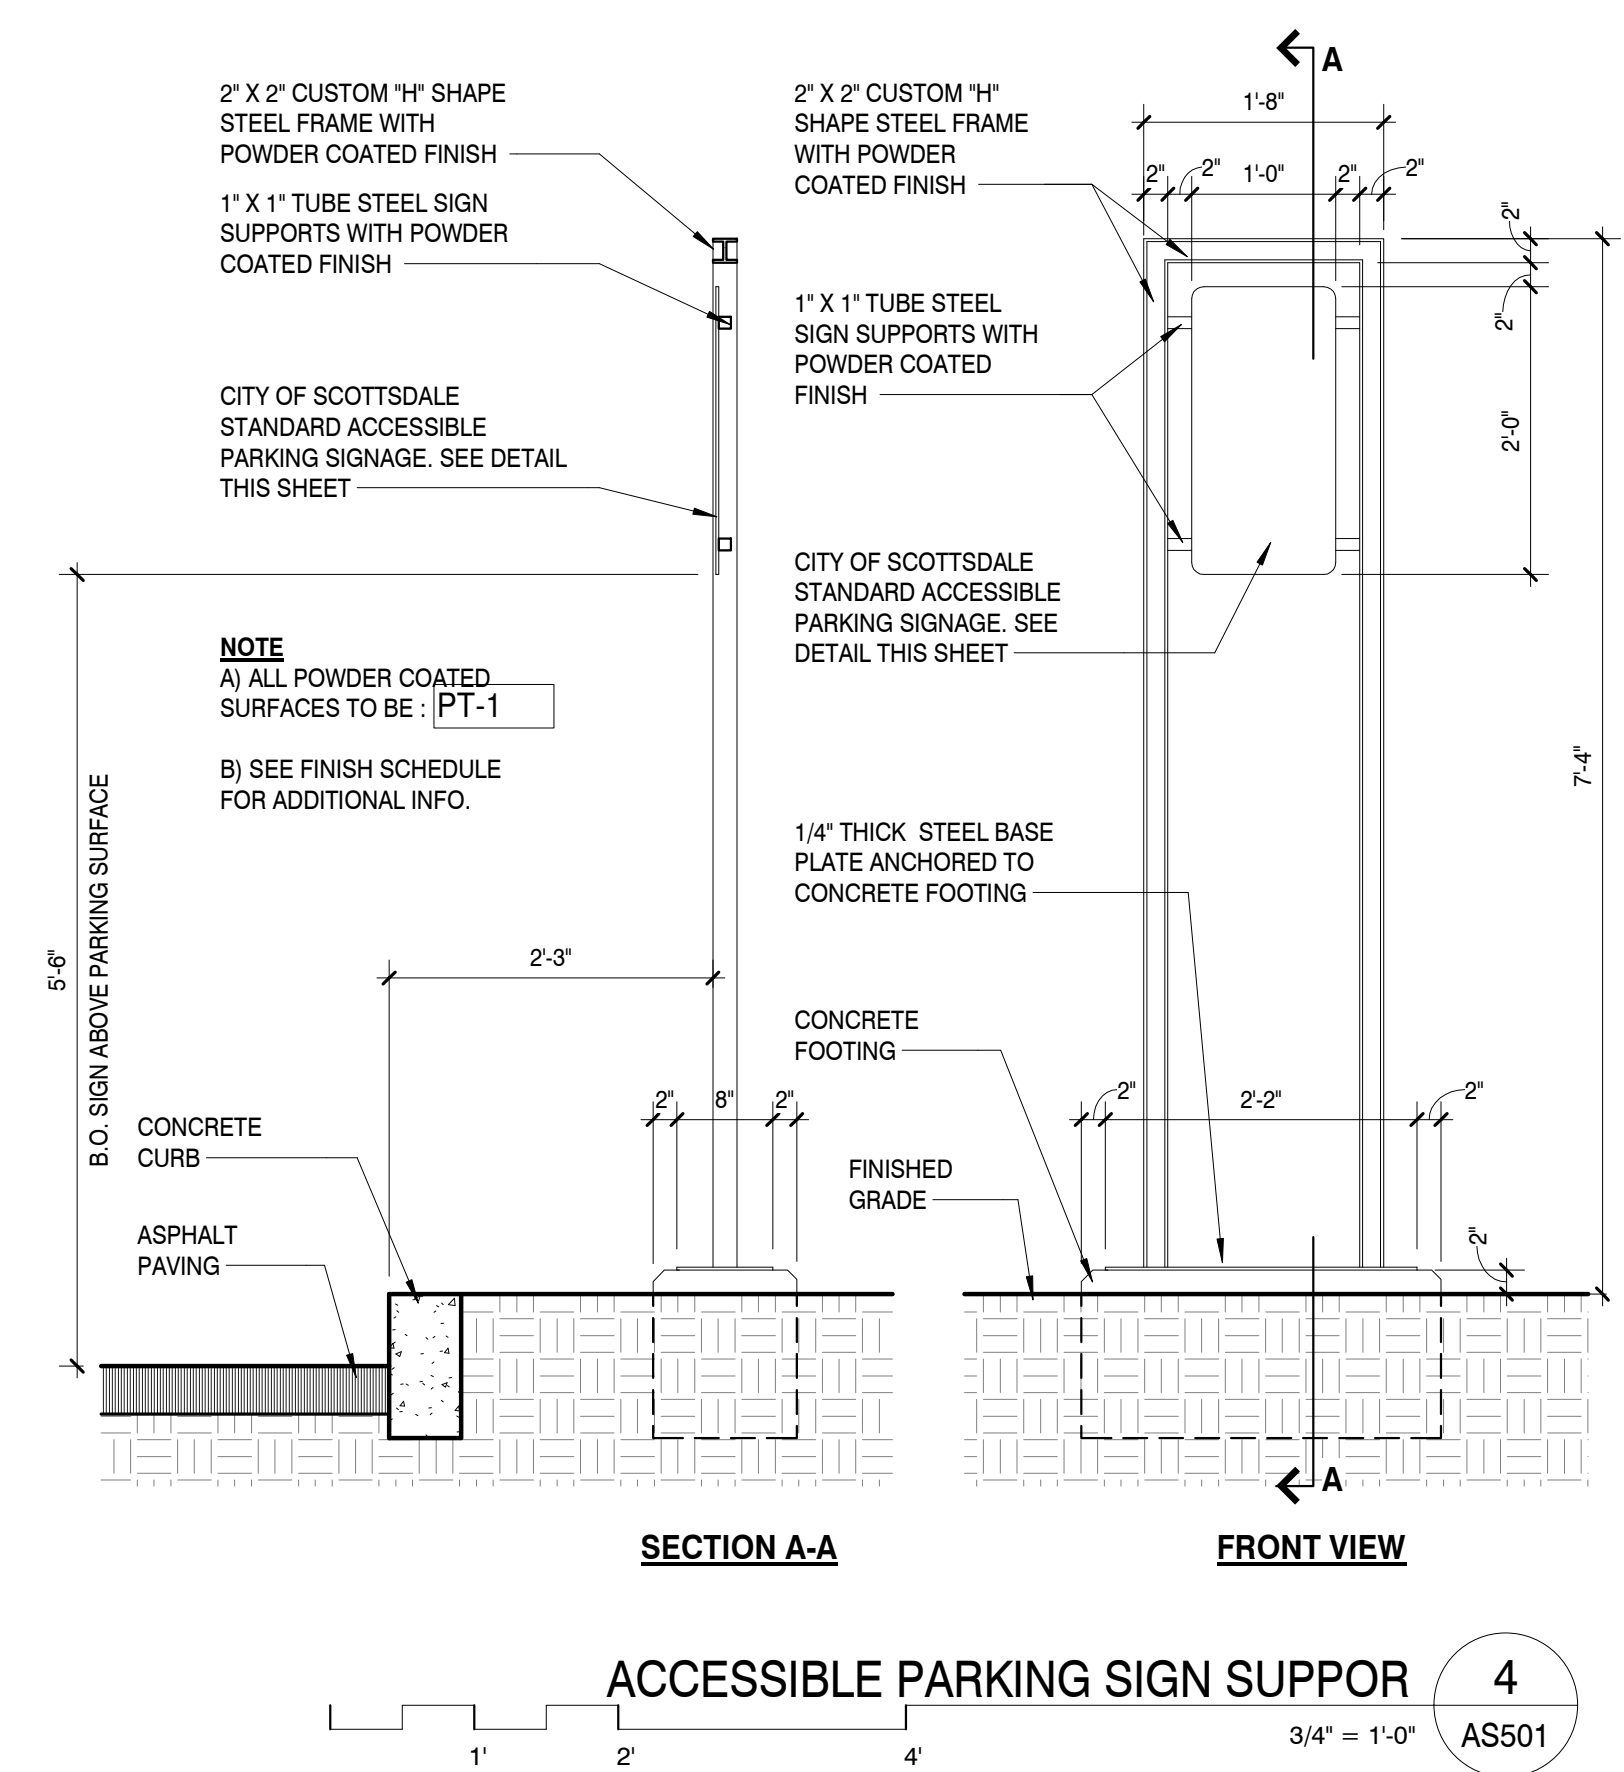 A
2" X 2" CUSTOM "H" SHAPE
STEEL FRAME WITH
POWDER COATED FINISH
1" X 1" TUBE STEEL SIGN
SUPPORTS WITH POWDER
COATED FINISH
CITY OF SCOTTSDALE
STANDARD ACCESSIBLE
PARKING SIGNAGE. SEE DETAIL
THIS SHEET
NOTE
A) ALL POWDER COATED
SURFACES TO BE : PT-1
B) SEE FINISH SCHEDULE
FOR ADDITIONAL INFO.
5'-6"
B.O. SIGN ABOVE PARKING SURFACE
2'-3"
2"
8"
2"
CONCRETE
CURB
ASPHALT
PAVING
2" X 2" CUSTOM "H"
SHAPE STEEL FRAME
WITH POWDER
COATED FINISH
1" X 1" TUBE STEEL
SIGN SUPPORTS WITH
POWDER COATED
FINISH
CITY OF SCOTTSDALE
STANDARD ACCESSIBLE
PARKING SIGNAGE. SEE
DETAIL THIS SHEET
1/4" THICK  STEEL BASE
PLATE ANCHORED TO
CONCRETE FOOTING
CONCRETE
FOOTING
FINISHED
GRADE
1'-8"
2"
2"
1'-0"
2"
2"
2"
2"
2'-0"
7'-4"
2"
2'-2"
2"
2"
A
SECTION A-A
FRONT VIEW
ACCESSIBLE PARKING SIGN SUPPOR
4
AS501
3/4" = 1'-0"
1'
2'
4'